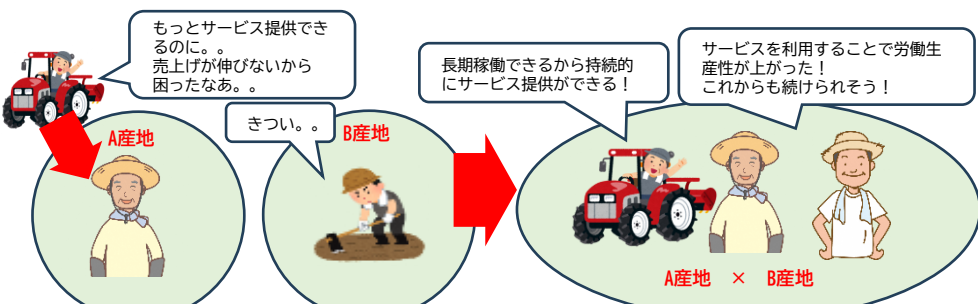 もっとサービス提供でき
るのに。。
売上げが伸びないから
困ったなあ。。
A産地
きつい。。
B産地
長期稼働できるから持続的
にサービス提供ができる！
サービスを利用することで労働生
産性が上がった！
これからも続けられそう！
A産地　×　B産地